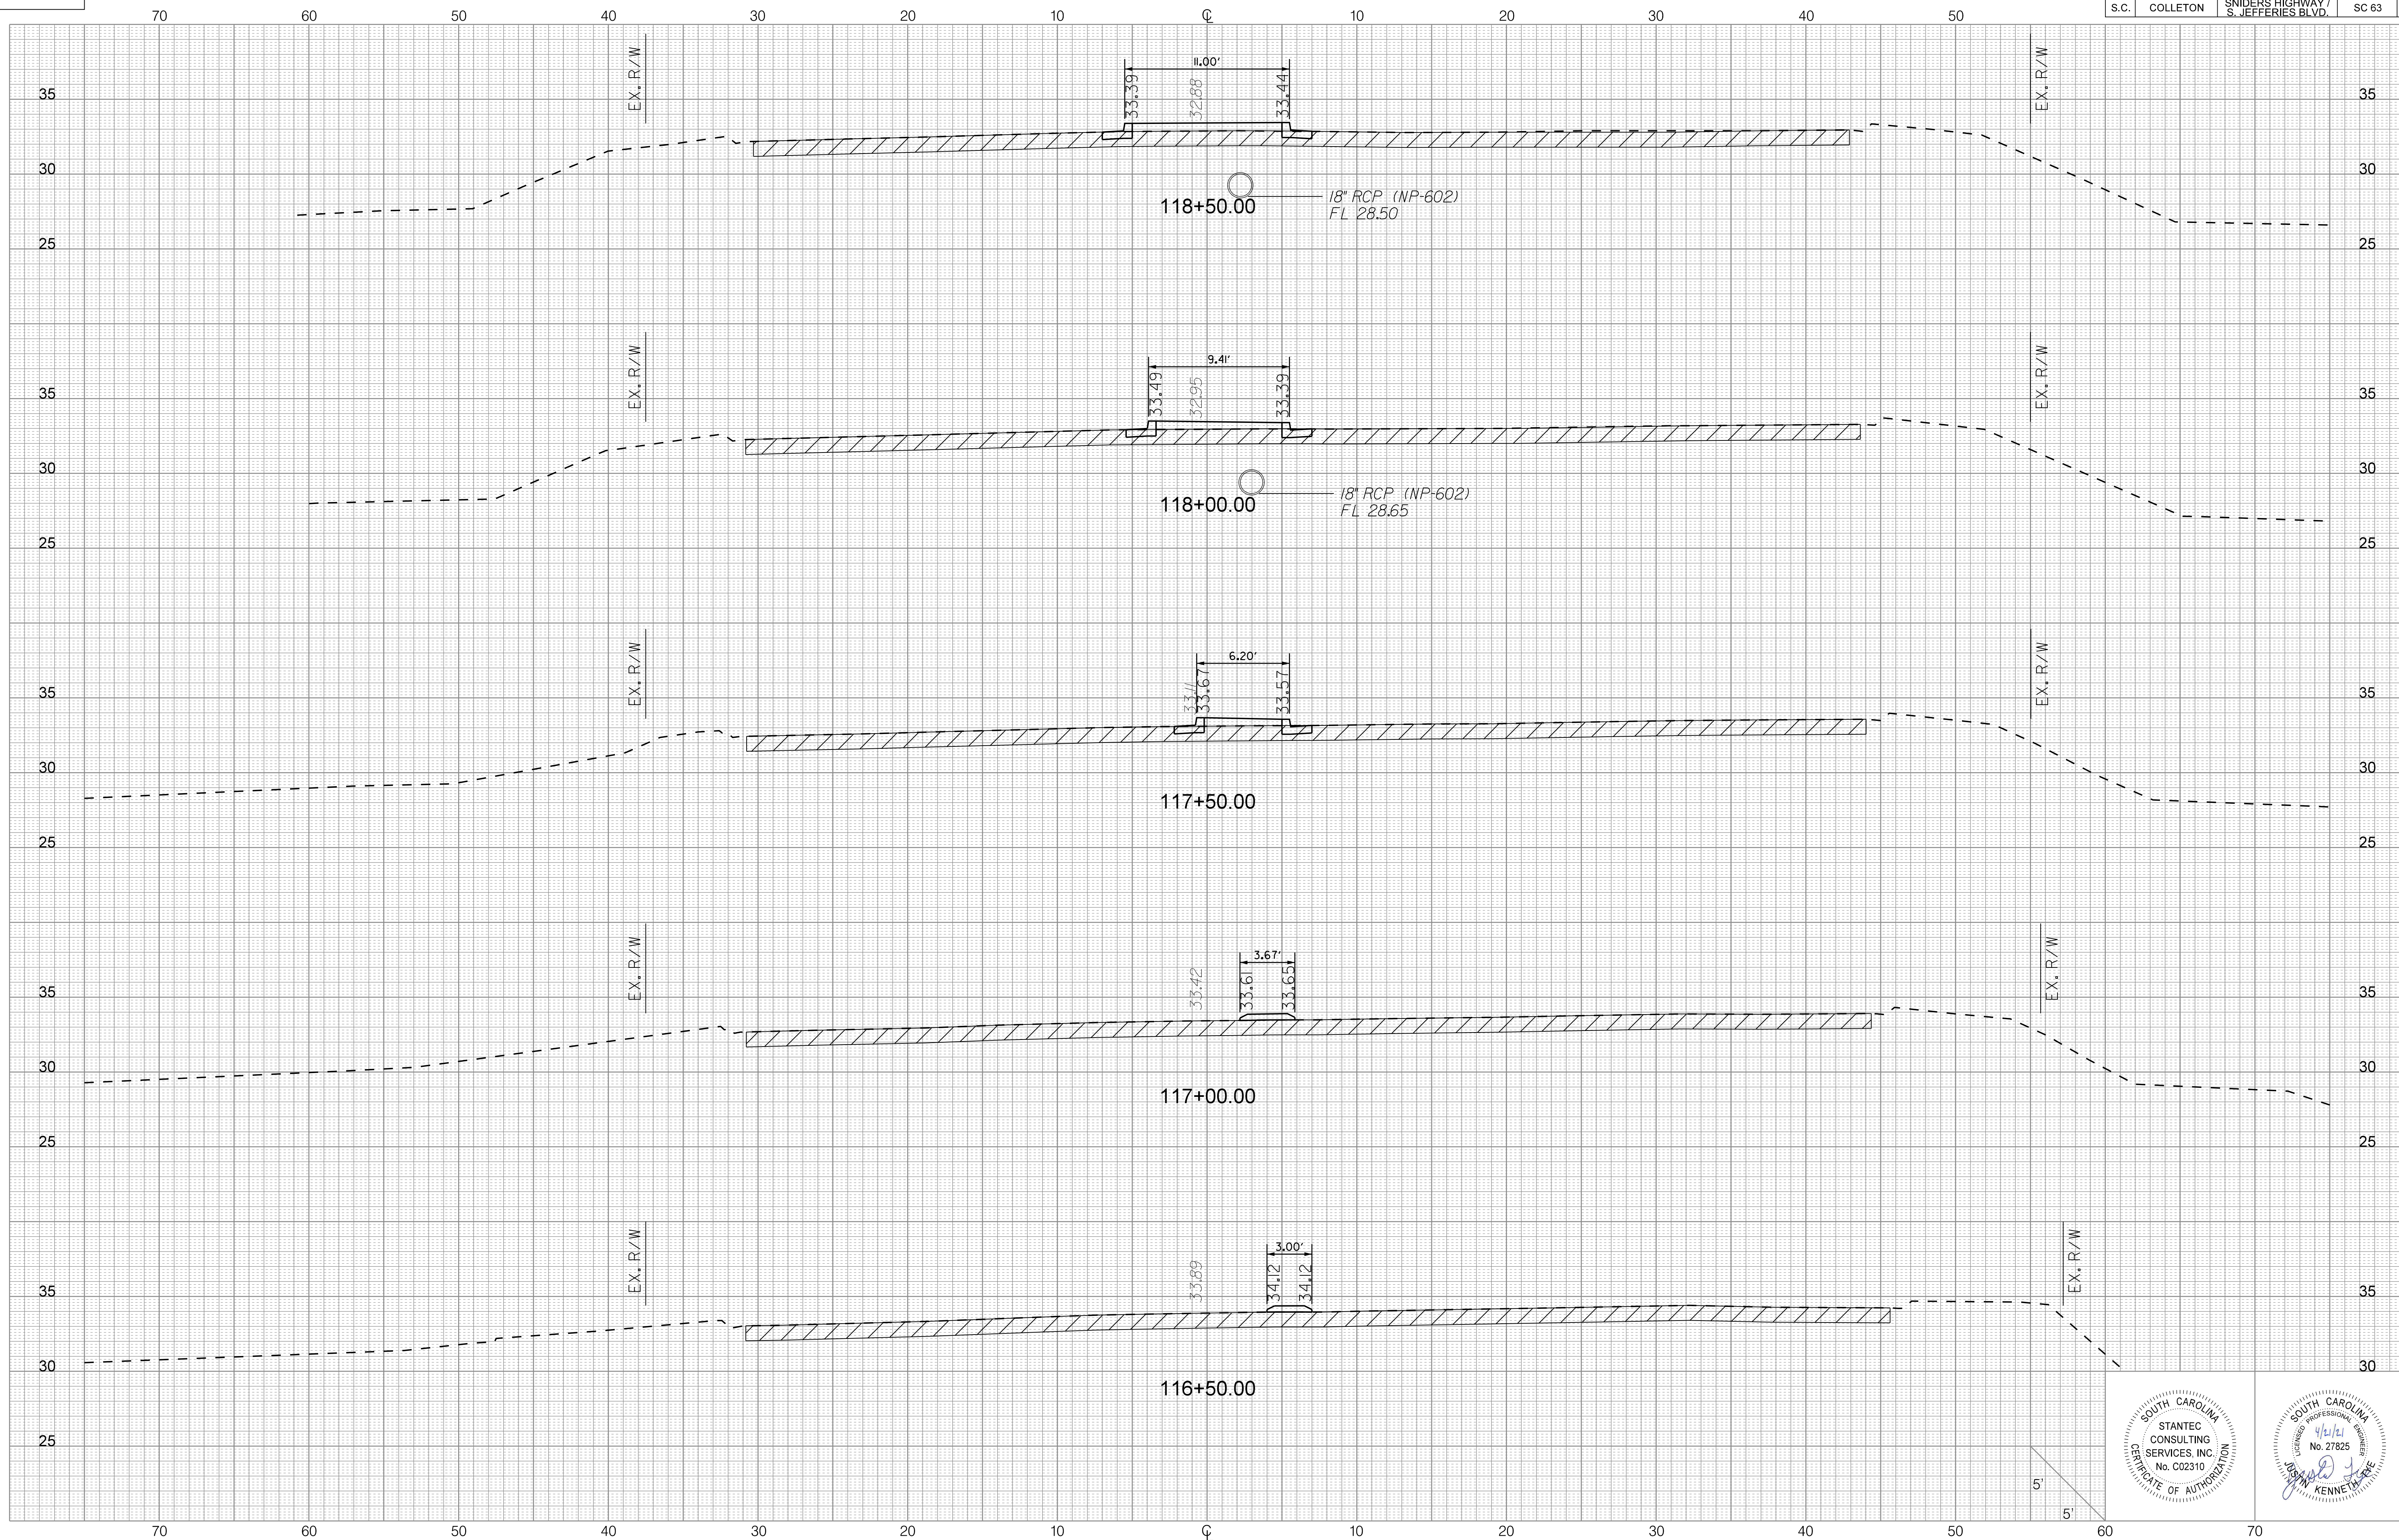 S.C. COLLETON SNIDERS HIGHWAY / S. JEFFERIES BLVD. SC 63
70 60 50 40 30 20 10 ℄ 10 20 30 40 50
EX. R/W EX. R/W
11.00'
33.39 32.88 33.44
35 35
30 30
18" RCP (NP-602)
FL 28.50
118+50.00
25 25
EX. R/W EX. R/W
9.41'
33.49 32.95 33.39
35 35
30 30
18" RCP (NP-602)
FL 28.65
118+00.00
25 25
EX. R/W EX. R/W
6.20'
33.11 33.67 33.57
35 35
30 30
117+50.00
25 25
EX. R/W EX. R/W
3.67'
33.42 33.61 33.65
35 35
30 30
117+00.00
25 25
EX. R/W EX. R/W
3.00'
33.89 34.12 34.12
35 35
30 30
116+50.00
25
SOUTH CAROLINA
STANTEC
CONSULTING
SERVICES, INC.
No. C02310
CERTIFICATE OF AUTHORIZATION
SOUTH CAROLINA
LICENSED PROFESSIONAL ENGINEER
4/21/21
No. 27825
JUSTIN KENNETH TYE
5'
5'
70 60 50 40 30 20 10 ℄ 10 20 30 40 50 60 70